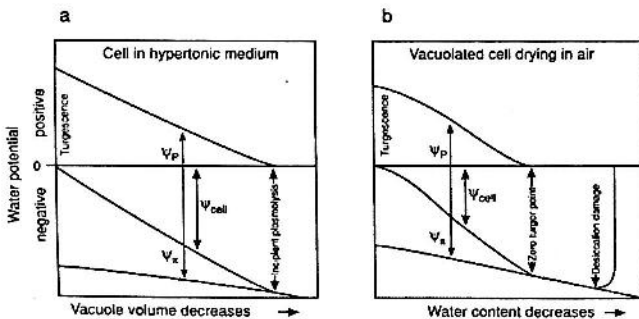 a
Cell in hypertonic medium
Water potential
positive
0
negative
Turgescence
Ψp
Ψcell
Ψπ
Incipient plasmolysis
Vacuole volume decreases →
b
Vacuolated cell drying in air
Turgescence
Ψp
Ψcell
Ψπ
Zero turgor point
Desiccation damage
Water content decreases →